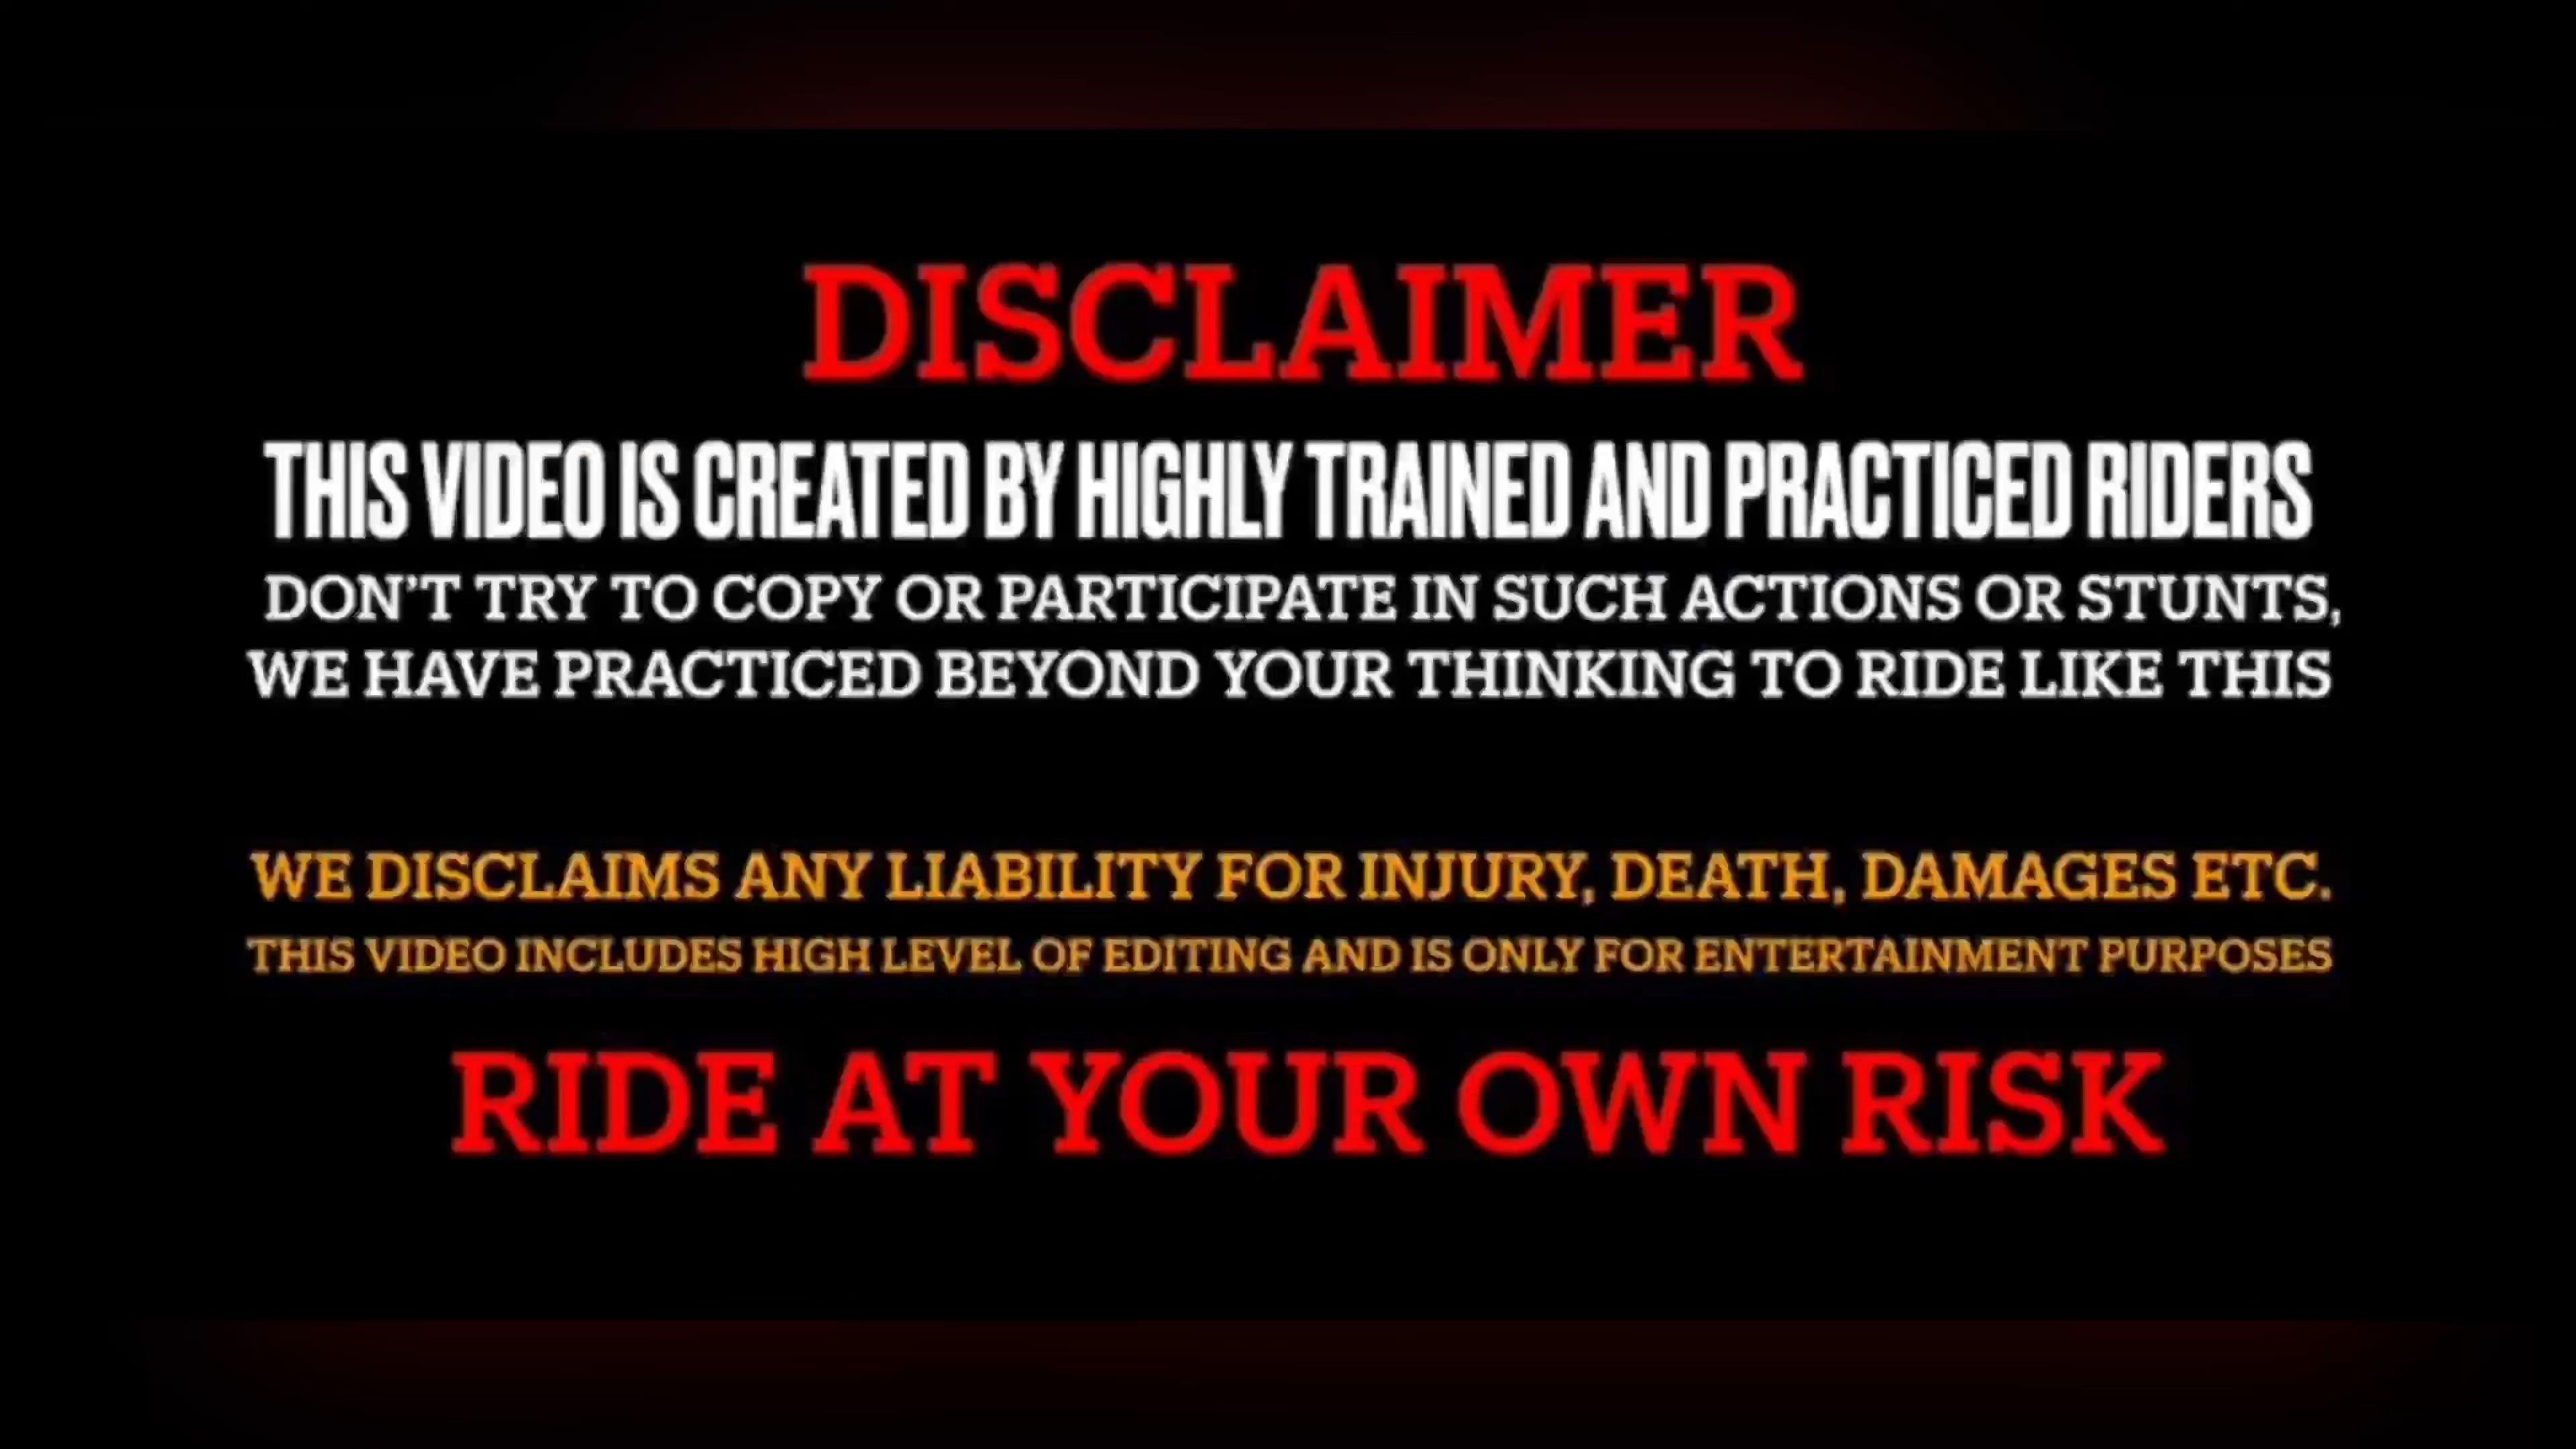 DISCLAIMER
THIS VIDEO IS CREATED BY HIGHLY TRAINED AND PRACTICED RIDERS
DON'T TRY TO COPY OR PARTICIPATE IN SUCH ACTIONS OR STUNTS,
WE HAVE PRACTICED BEYOND YOUR THINKING TO RIDE LIKE THIS
WE DISCLAIMS ANY LIABILITY FOR INJURY, DEATH, DAMAGES ETC.
THIS VIDEO INCLUDES HIGH LEVEL OF EDITING AND IS ONLY FOR ENTERTAINMENT PURPOSES
RIDE AT YOUR OWN RISK